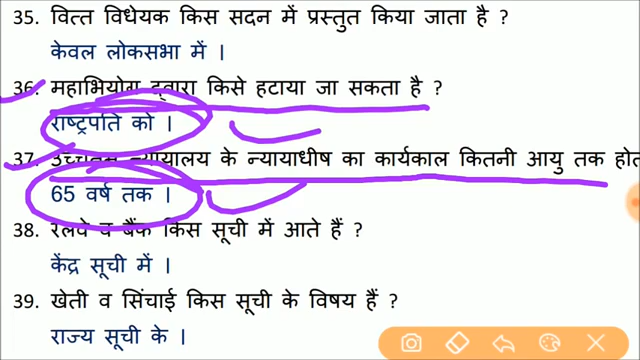 35. वित्त विधेयक किस सदन में प्रस्तुत किया जाता है ?
केवल लोकसभा में ।
36. महाभियोग द्वारा किसे हटाया जा सकता है ?
राष्ट्रपति को ।
37. उच्चतम न्यायालय के न्यायाधीश का कार्यकाल कितनी आयु तक होत
65 वर्ष तक ।
38. रेलवे व बैंक किस सूची में आते हैं ?
केंद्र सूची में ।
39. खेती व सिंचाई किस सूची के विषय हैं ?
राज्य सूची के ।